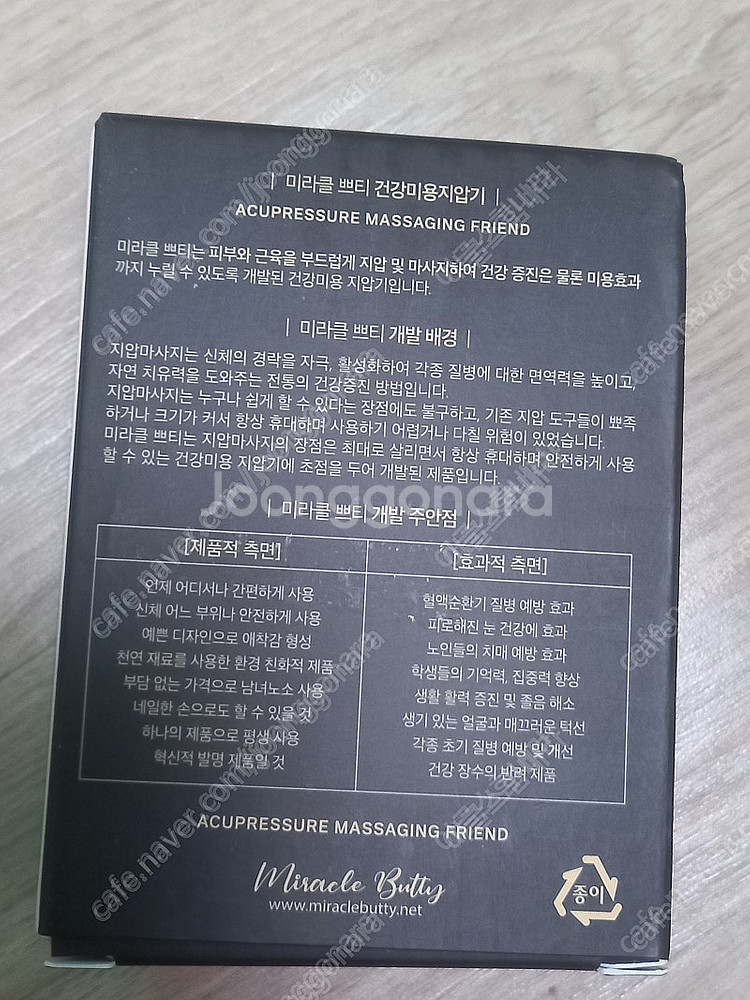 | 미라클 쁘티 건강미용지압기 |
ACUPRESSURE MASSAGING FRIEND
미라클 쁘티는 피부와 근육을 부드럽게 지압 및 마사지하여 건강 증진은 물론 미용효과
까지 누릴 수 있도록 개발된 건강미용 지압기입니다.
| 미라클 쁘티 개발 배경 |
지압마사지는 신체의 경락을 자극, 활성화하여 각종 질병에 대한 면역력을 높이고,
자연 치유력을 도와주는 전통의 건강증진 방법입니다.
지압마사지는 누구나 쉽게 할 수 있다는 장점에도 불구하고, 기존 지압 도구들이 뾰족
하거나 크기가 커서 항상 휴대하며 사용하기 어렵거나 다칠 위험이 있었습니다.
미라클 쁘티는 지압마사지의 장점은 최대로 살리면서 항상 휴대하며 안전하게 사용
할 수 있는 건강미용 지압기에 초점을 두어 개발된 제품입니다.
Joonggonara
| 미라클 쁘티 개발 주안점 |
[제품적 측면]
언제 어디서나 간편하게 사용
신체 어느 부위나 안전하게 사용
예쁜 디자인으로 애착감 형성
천연 재료를 사용한 환경 친화적 제품
부담 없는 가격으로 남녀노소 사용
네일한 손으로도 할 수 있을 것
하나의 제품으로 평생 사용
혁신적 발명 제품일 것
[효과적 측면]
혈액순환기 질병 예방 효과
피로해진 눈 건강에 효과
노인들의 치매 예방 효과
학생들의 기억력, 집중력 향상
생활 활력 증진 및 졸음 해소
생기 있는 얼굴과 매끄러운 턱선
각종 초기 질병 예방 및 개선
건강 장수의 반려 제품
ACUPRESSURE MASSAGING FRIEND
Miracle Butty
www.miraclebutty.net
종이
cafe.naver.com/joonggonara